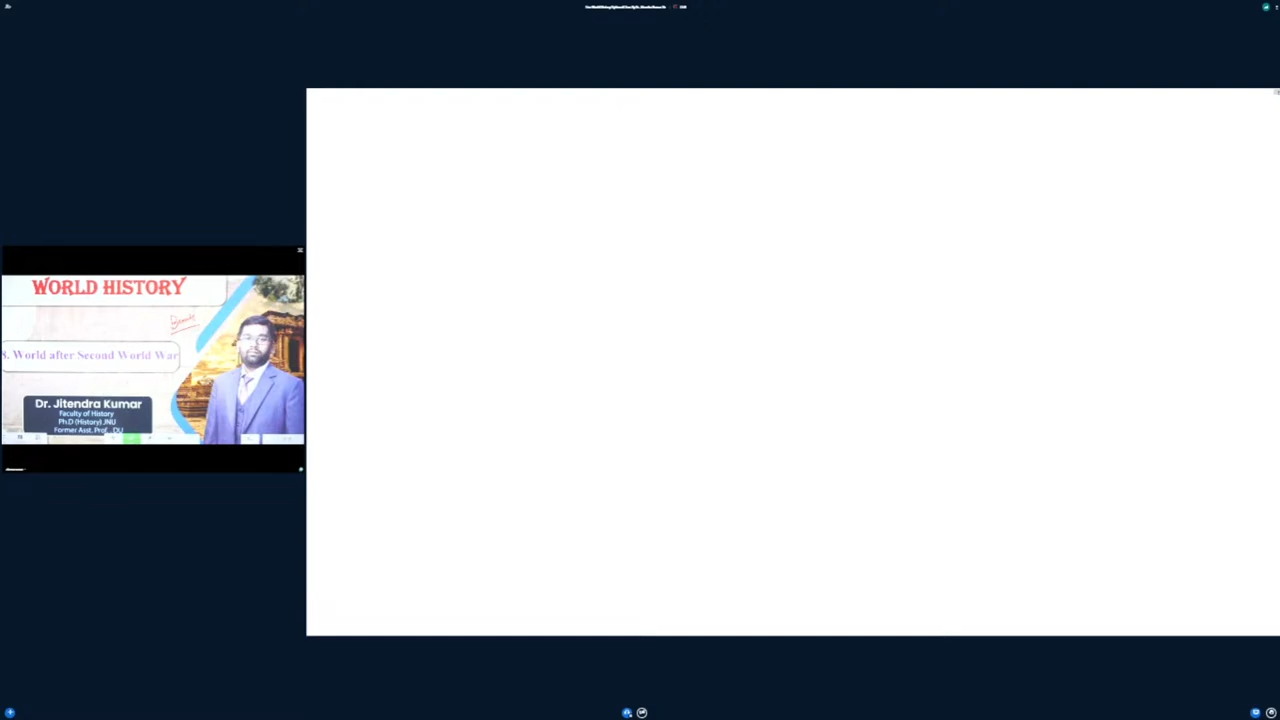 WORLD HISTORY
8. World after Second World War
Dr. Jitendra Kumar
Faculty of History
Ph.D (History) JNU
Former Asst. Prof., DU